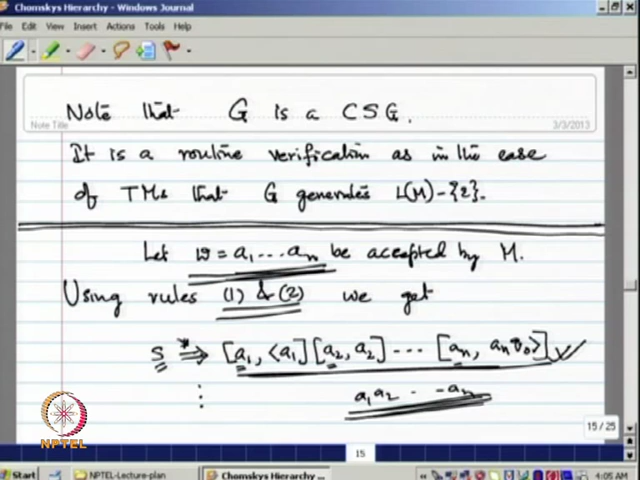 Chomskys Hierarchy - Windows Journal
File Edit View Insert Actions Tools Help
Note that G is a CSG.
Note Title
3/3/2013
It is a routine verification as in the case
of TMs that G generates L(M)-{ε}.
Let w = a₁ ... aₙ be accepted by M.
Using rules (1) & (2) we get
S ⇒* [a₁, <a₁] [a₂, a₂] ... [aₙ, aₙ q₀>]
⋮ a₁a₂ - - - aₙ
15 / 25
15
NPTEL
Start
NPTEL-Lecture-plan
Chomskys Hierarchy ...
4:05 AM